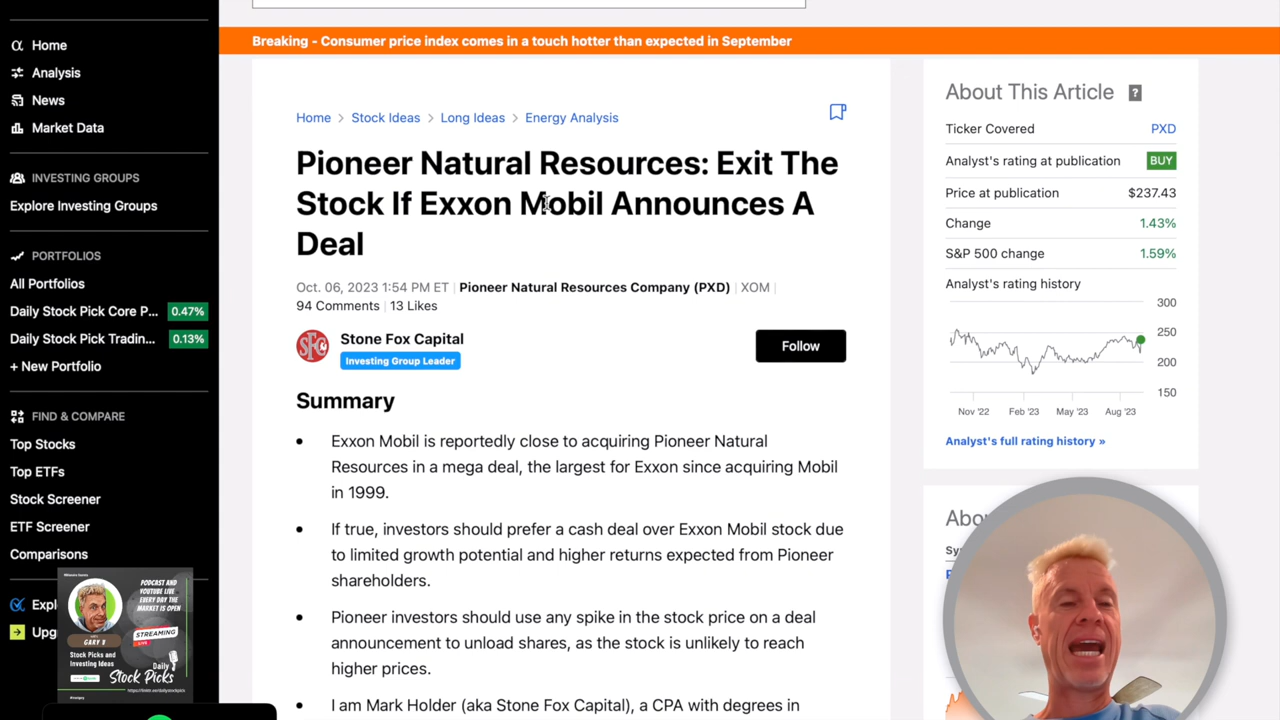 Breaking - Consumer price index comes in a touch hotter than expected in September
Home
Analysis
News
Market Data
INVESTING GROUPS
Explore Investing Groups
PORTFOLIOS
All Portfolios
Daily Stock Pick Core P... 0.47%
Daily Stock Pick Tradin... 0.13%
+ New Portfolio
FIND & COMPARE
Top Stocks
Top ETFs
Stock Screener
ETF Screener
Comparisons
Expl
Upg
PODCAST AND
YOUTUBE LIVE
EVERY DAY THE
MARKET IS OPEN
STREAMING
LIVE
Stock Picks and
Investing Ideas
Daily
Stock Picks
Home > Stock Ideas > Long Ideas > Energy Analysis
Pioneer Natural Resources: Exit The
Stock If Exxon Mobil Announces A
Deal
Oct. 06, 2023 1:54 PM ET | Pioneer Natural Resources Company (PXD) | XOM |
94 Comments | 13 Likes
SFC
Stone Fox Capital
Investing Group Leader
Follow
Summary
• Exxon Mobil is reportedly close to acquiring Pioneer Natural
Resources in a mega deal, the largest for Exxon since acquiring Mobil
in 1999.
• If true, investors should prefer a cash deal over Exxon Mobil stock due
to limited growth potential and higher returns expected from Pioneer
shareholders.
• Pioneer investors should use any spike in the stock price on a deal
announcement to unload shares, as the stock is unlikely to reach
higher prices.
• I am Mark Holder (aka Stone Fox Capital), a CPA with degrees in
About This Article ?
Ticker Covered PXD
Analyst's rating at publication BUY
Price at publication $237.43
Change 1.43%
S&P 500 change 1.59%
Analyst's rating history
300
250
200
150
Nov '22 Feb '23 May '23 Aug '23
Analyst's full rating history »
Abo
Sy